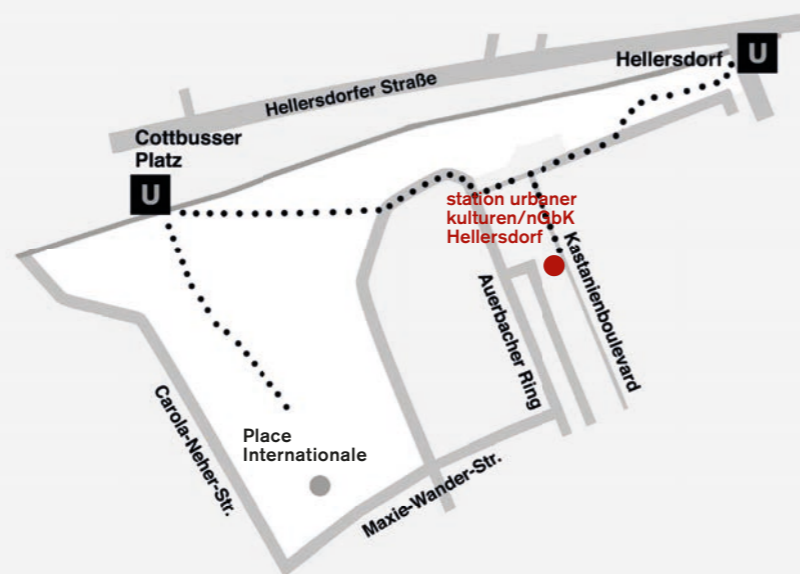 Hellersdorf
U
Hellersdorfer Straße
Cottbusser
Platz
U
station urbaner
kulturen/nGbK
Hellersdorf
Kastanienboulevard
Auerbacher Ring
Carola-Neher-Str.
Place
Internationale
Maxie-Wander-Str.